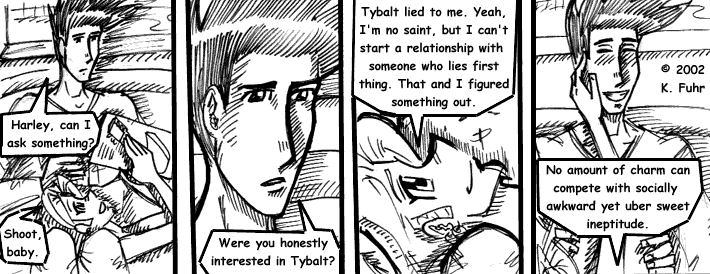 Harley, can I
ask something?
Shoot,
baby.
Were you honestly
interested in Tybalt?
Tybalt lied to me. Yeah,
I'm no saint, but I can't
start a relationship with
someone who lies first
thing. That and I figured
something out.
© 2002
K. Fuhr
No amount of charm can
compete with socially
awkward yet uber sweet
ineptitude.